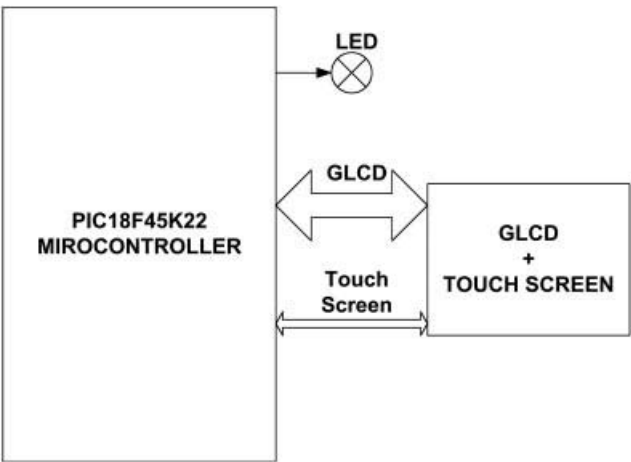 LED
GLCD
PIC18F45K22
MIROCONTROLLER
GLCD
+
TOUCH SCREEN
Touch
Screen